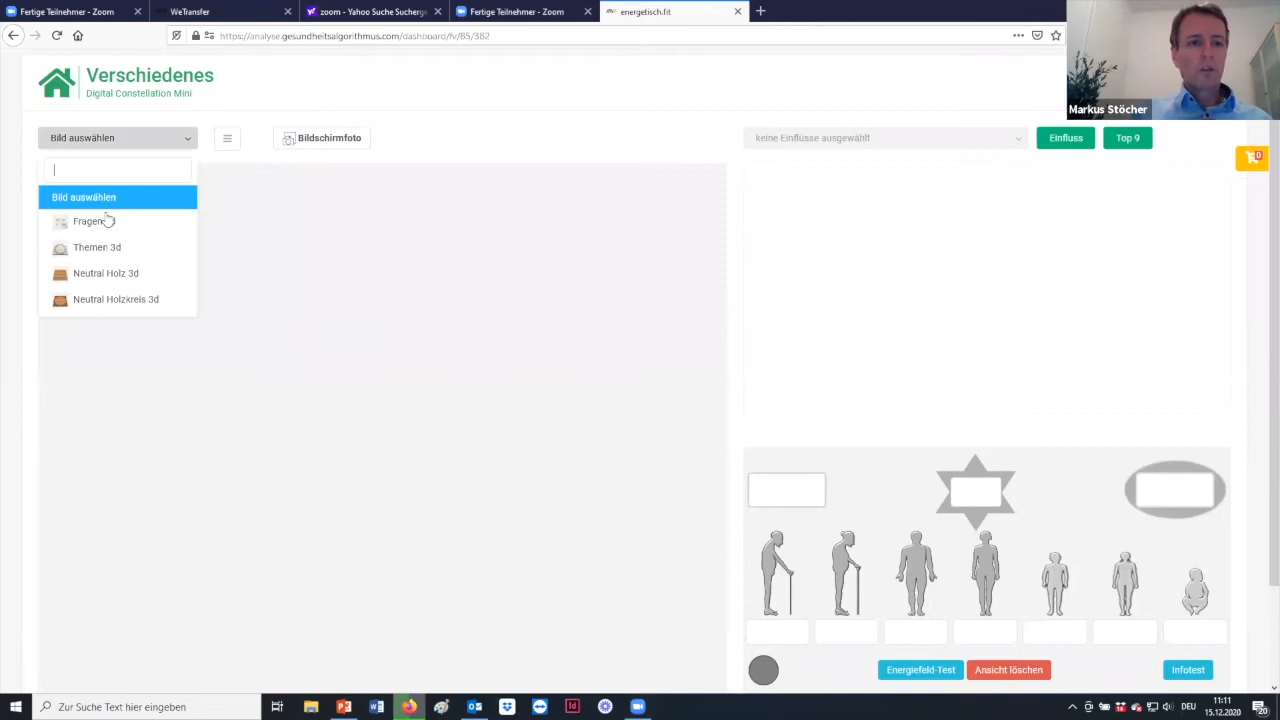 Fertige Teilnehmer - Zoom
WeTransfer
zoom - Yahoo Suche Sucherge
Fertige Teilnehmer - Zoom
energetisch.fit
https://analyse.gesundheitsalgorithmus.com/dashboard/fv/85/382
Markus Stöcher
Verschiedenes
Digital Constellation Mini
Bild auswählen
Bildschirmfoto
keine Einflüsse ausgewählt
Einfluss
Top 9
0
Bild auswählen
Fragen
Themen 3d
Neutral Holz 3d
Neutral Holzkreis 3d
Energiefeld-Test
Ansicht löschen
Infotest
Zur Suche Text hier eingeben
DEU
11:11
15.12.2020
20